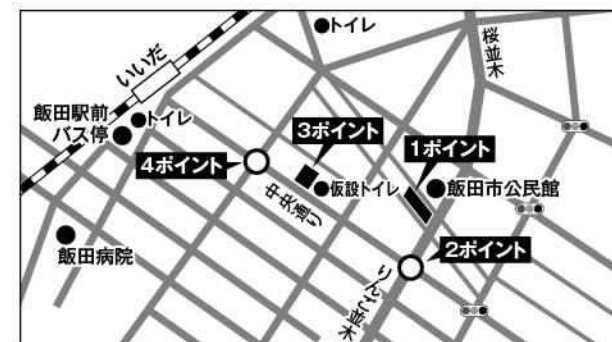 トイレ
桜並木
いいだ
飯田駅前
バス停
トイレ
3ポイント
1ポイント
4ポイント
仮設トイレ
飯田市公民館
中央通り
飯田病院
2ポイント
りんご並木